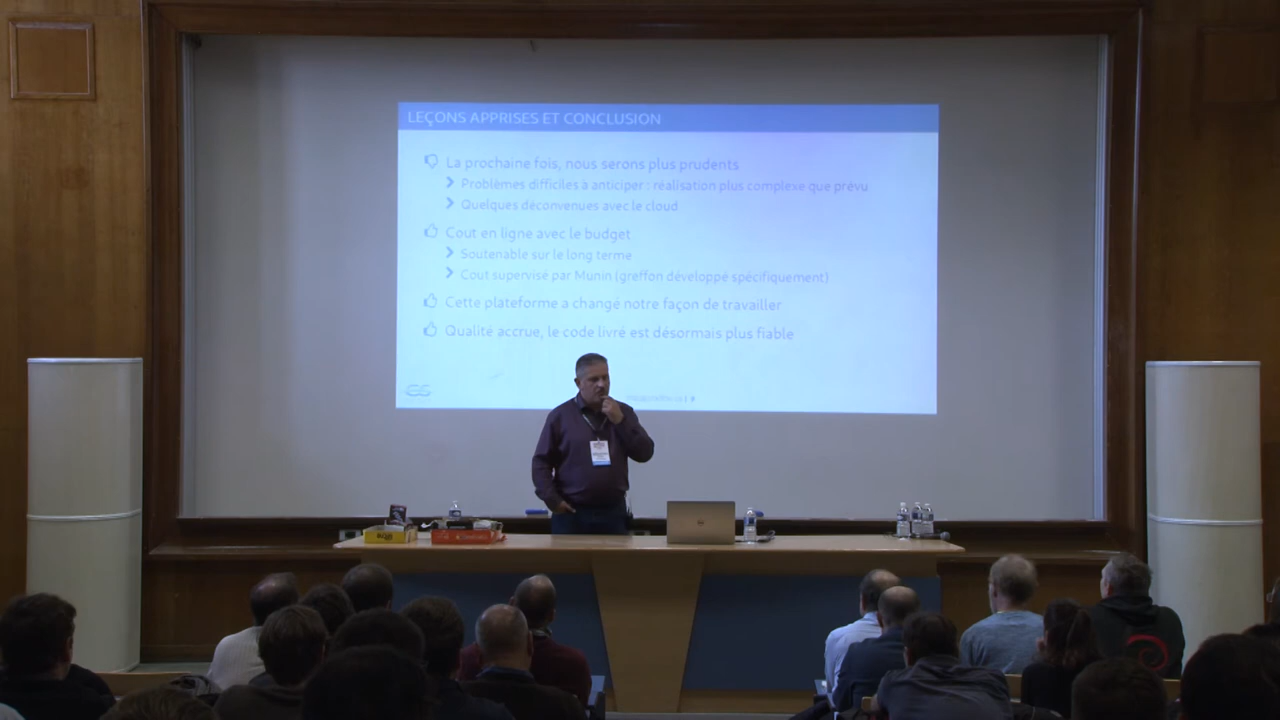 LEÇONS APPRISES ET CONCLUSION
La prochaine fois, nous serons plus prudents
Problèmes difficiles à anticiper : réalisation plus complexe que prévu
Quelques déconvenues avec le cloud
Cout en ligne avec le budget
Soutenable sur le long terme
Cout supervisé par Munin (greffon développé spécifiquement)
Cette plateforme a changé notre façon de travailler
Qualité accrue, le code livré est désormais plus fiable